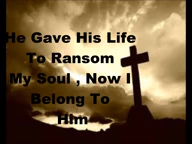 He Gave His Life
To Ransom
My Soul , Now I
Belong To
Him